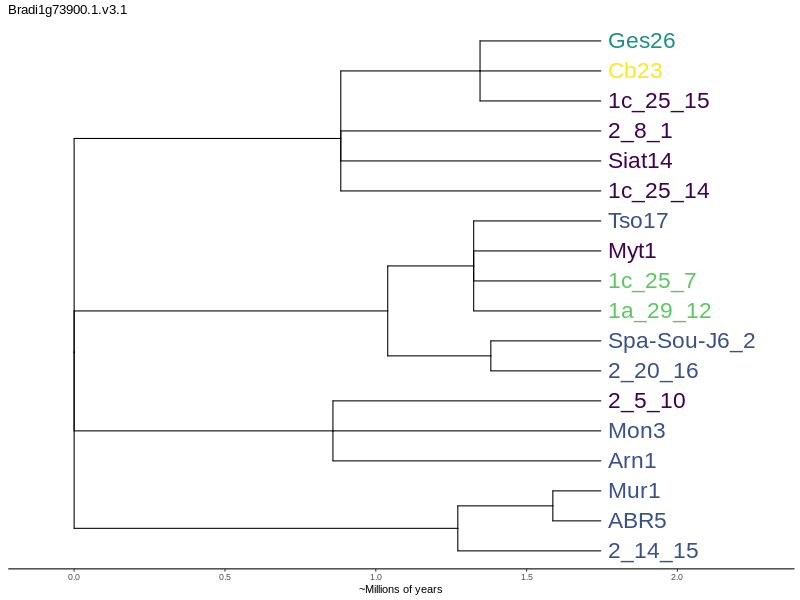 Bradi1g73900.1.v3.1
Ges26
Cb23
1c_25_15
2_8_1
Siat14
1c_25_14
Tso17
Myt1
1c_25_7
1a_29_12
Spa-Sou-J6_2
2_20_16
2_5_10
Mon3
Arn1
Mur1
ABR5
2_14_15
0.0 0.5 1.0 1.5 2.0
~Millions of years